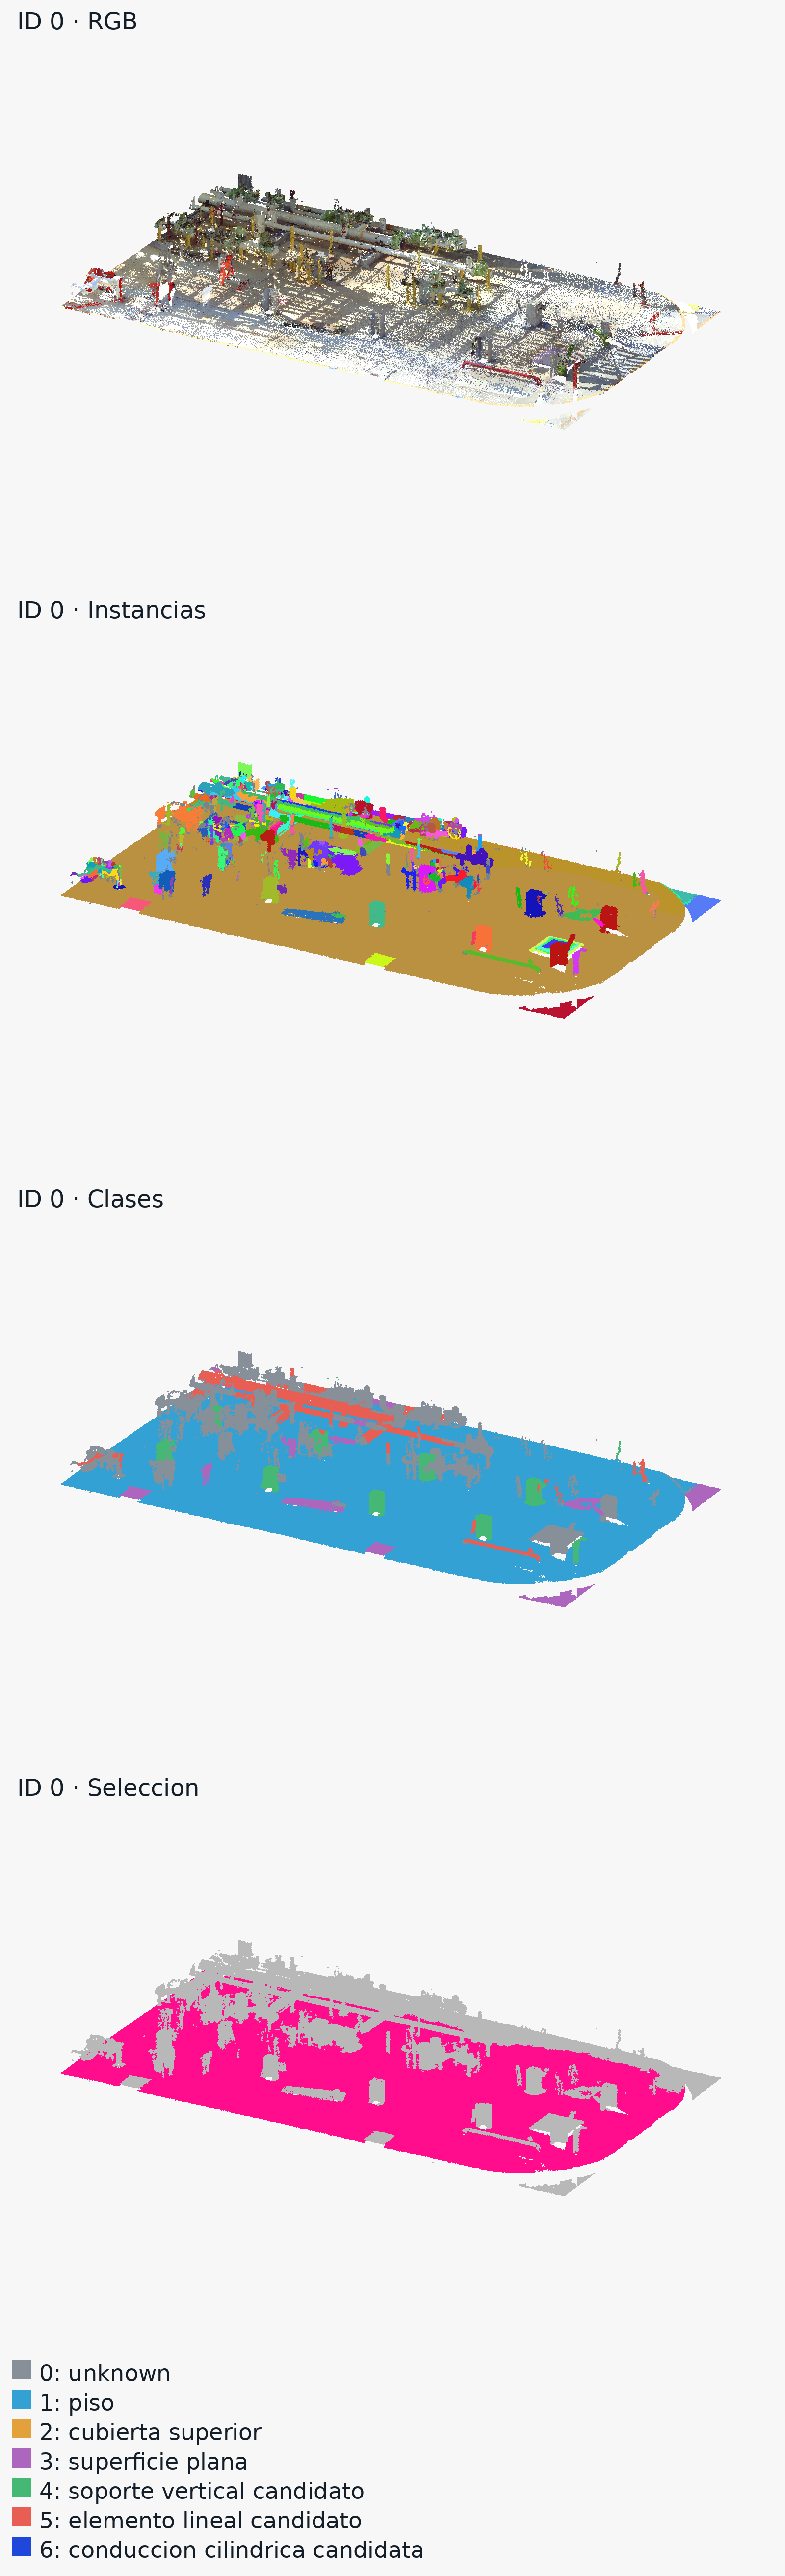 ID 0 · RGB
ID 0 · Instancias
ID 0 · Clases
ID 0 · Seleccion
0: unknown
1: piso
2: cubierta superior
3: superficie plana
4: soporte vertical candidato
5: elemento lineal candidato
6: conduccion cilindrica candidata